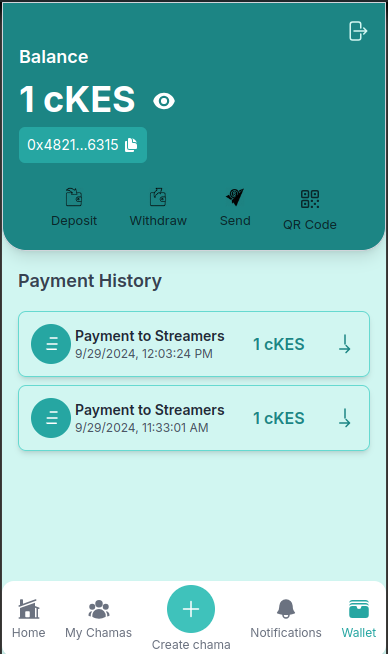 Balance
1 cKES
0x4821...6315
Deposit Withdraw Send QR Code
Payment History
Payment to Streamers
9/29/2024, 12:03:24 PM
1 cKES
Payment to Streamers
9/29/2024, 11:33:01 AM
1 cKES
Home My Chamas Create chama Notifications Wallet